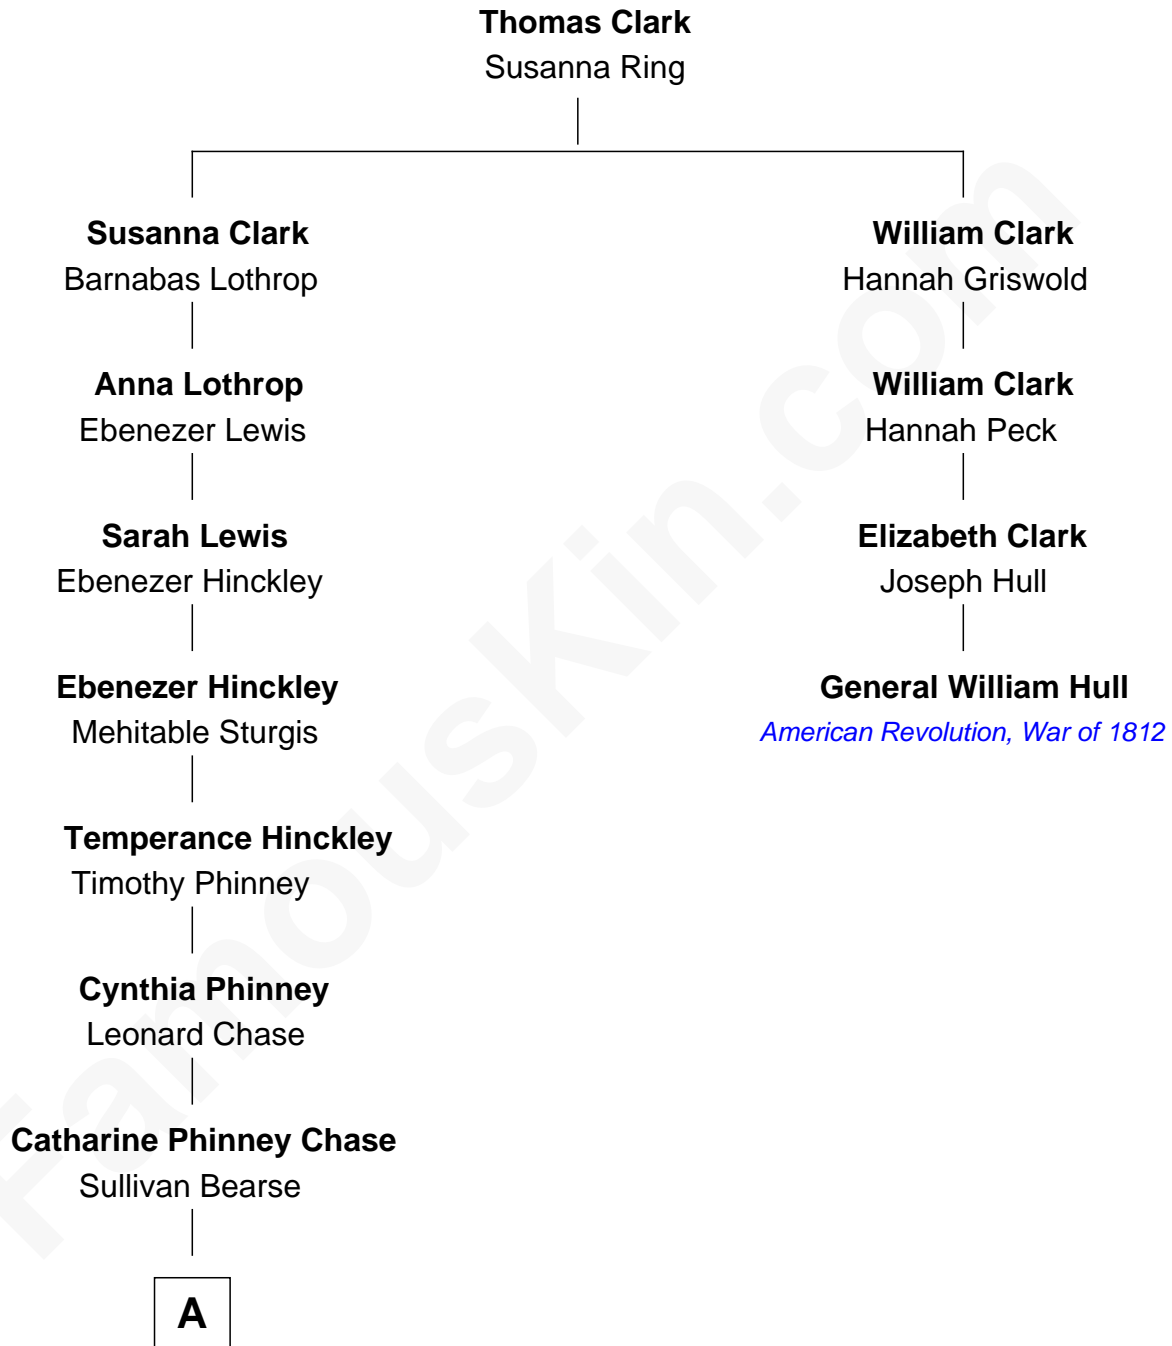 Thomas Clark
Susanna Ring
Susanna Clark
Barnabas Lothrop
William Clark
Hannah Griswold
Anna Lothrop
Ebenezer Lewis
William Clark
Hannah Peck
Sarah Lewis
Ebenezer Hinckley
Elizabeth Clark
Joseph Hull
Ebenezer Hinckley
Mehitable Sturgis
General William Hull
American Revolution, War of 1812
Temperance Hinckley
Timothy Phinney
Cynthia Phinney
Leonard Chase
Catharine Phinney Chase
Sullivan Bearse
A
FamousKin.com